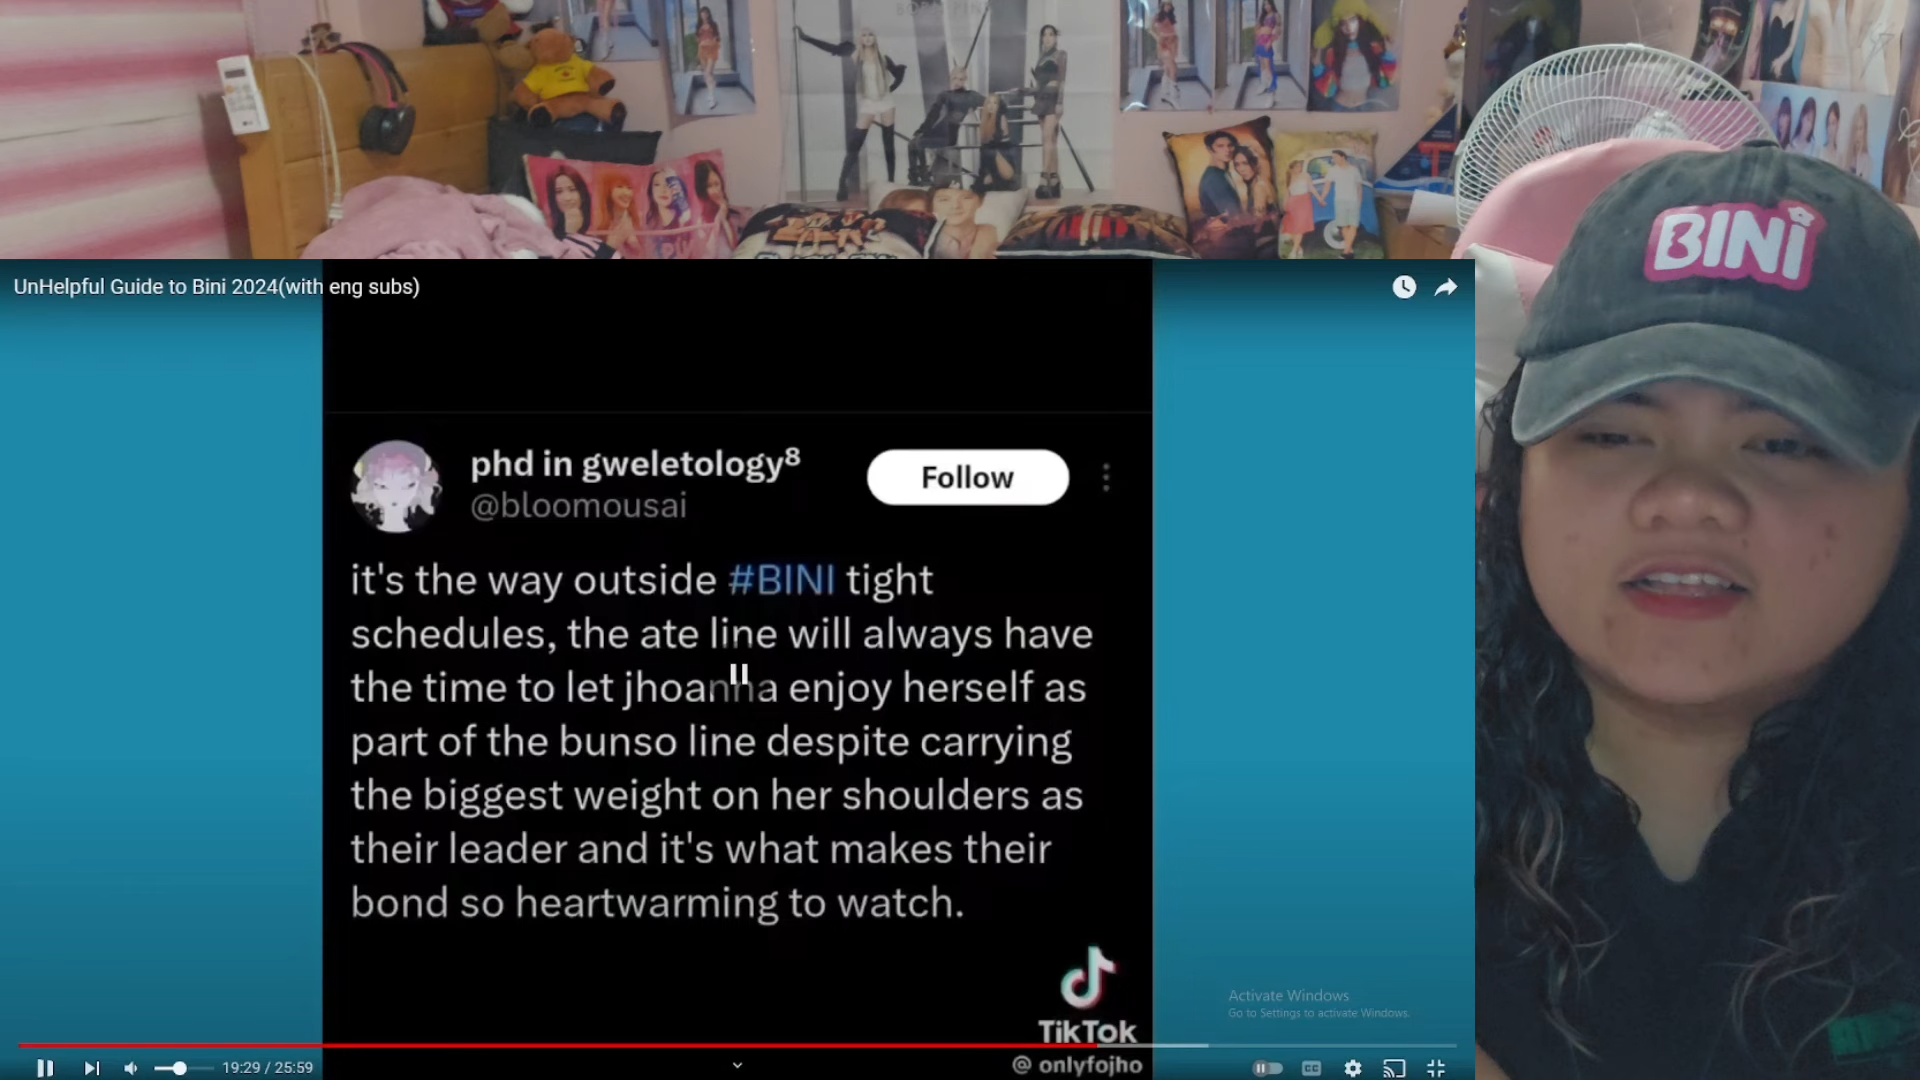 BINI
UnHelpful Guide to Bini 2024(with eng subs)
phd in gweletology⁸
@bloomousai
Follow
it's the way outside #BINI tight
schedules, the ate line will always have
the time to let jhoanna enjoy herself as
part of the bunso line despite carrying
the biggest weight on her shoulders as
their leader and it's what makes their
bond so heartwarming to watch.
TikTok
@ onlyfojho
Activate Windows
Go to Settings to activate Windows.
19:29 / 25:59
CC